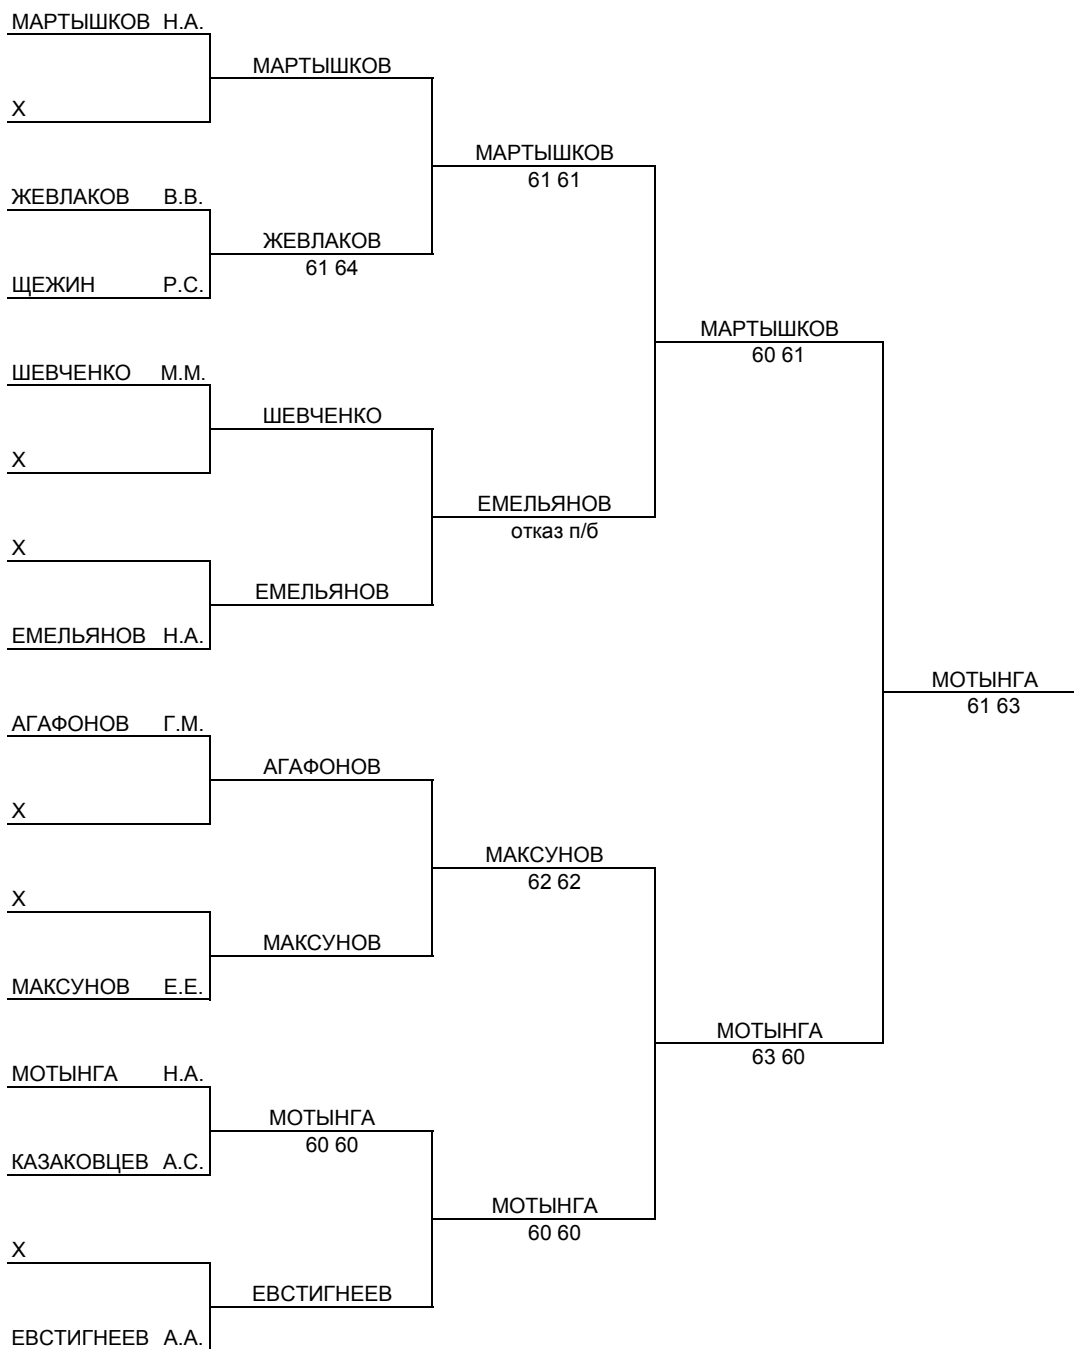 МАРТЫШКОВ Н.А.
МАРТЫШКОВ
X
МАРТЫШКОВ
61 61
ЖЕВЛАКОВ В.В.
ЖЕВЛАКОВ
61 64
ЩЕЖИН Р.С.
МАРТЫШКОВ
60 61
ШЕВЧЕНКО М.М.
ШЕВЧЕНКО
X
ЕМЕЛЬЯНОВ
отказ п/б
X
ЕМЕЛЬЯНОВ
ЕМЕЛЬЯНОВ Н.А.
МОТЫНГА
61 63
АГАФОНОВ Г.М.
АГАФОНОВ
X
МАКСУНОВ
62 62
X
МАКСУНОВ
МАКСУНОВ Е.Е.
МОТЫНГА
63 60
МОТЫНГА Н.А.
МОТЫНГА
60 60
КАЗАКОВЦЕВ А.С.
МОТЫНГА
60 60
X
ЕВСТИГНЕЕВ
ЕВСТИГНЕЕВ А.А.